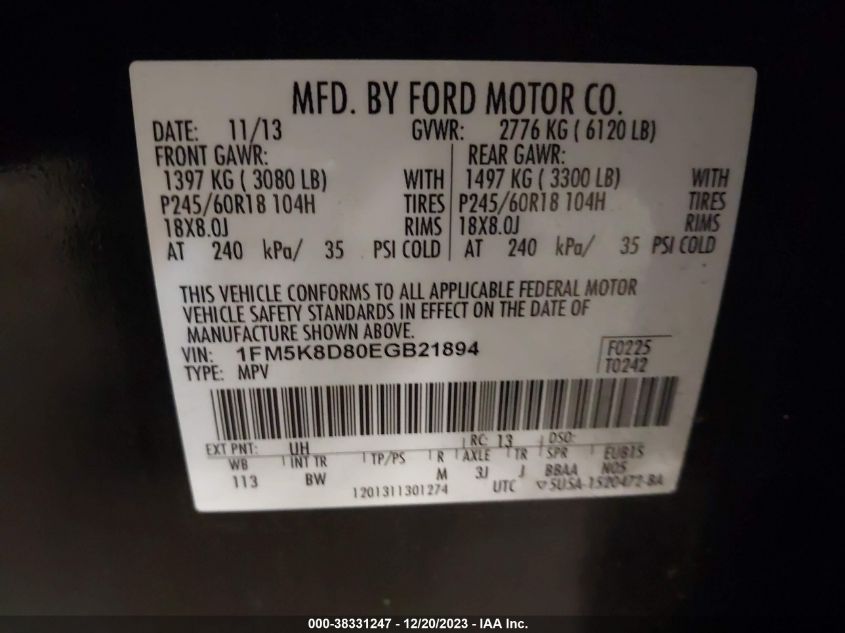 MFD. BY FORD MOTOR CO.
DATE: 11/13 GVWR: 2776 KG ( 6120 LB)
FRONT GAWR: REAR GAWR:
1397 KG ( 3080 LB) WITH 1497 KG ( 3300 LB) WITH
P245/60R18 104H TIRES P245/60R18 104H TIRES
18X8.0J RIMS 18X8.0J RIMS
AT 240 kPa/ 35 PSI COLD AT 240 kPa/ 35 PSI COLD
THIS VEHICLE CONFORMS TO ALL APPLICABLE FEDERAL MOTOR
VEHICLE SAFETY STANDARDS IN EFFECT ON THE DATE OF
MANUFACTURE SHOWN ABOVE.
VIN: 1FM5K8D80EGB21894 F0225
TYPE: MPV T0242
EXT PNT: UH RC: 13 DSO:
WB INT TR TP/PS R AXLE TR SPR EUB15
113 BW M 3J J BBAA N05
1201311301274 UTC 5U5A-1520472-BA
000-38331247 - 12/20/2023 - IAA Inc.